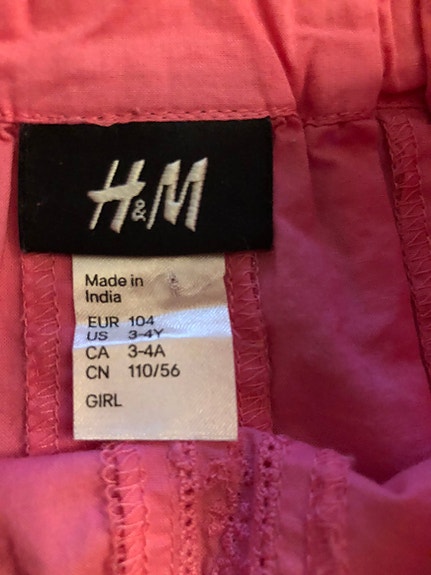 H&M
Made in
India
EUR 104
US 3-4Y
CA 3-4A
CN 110/56
GIRL